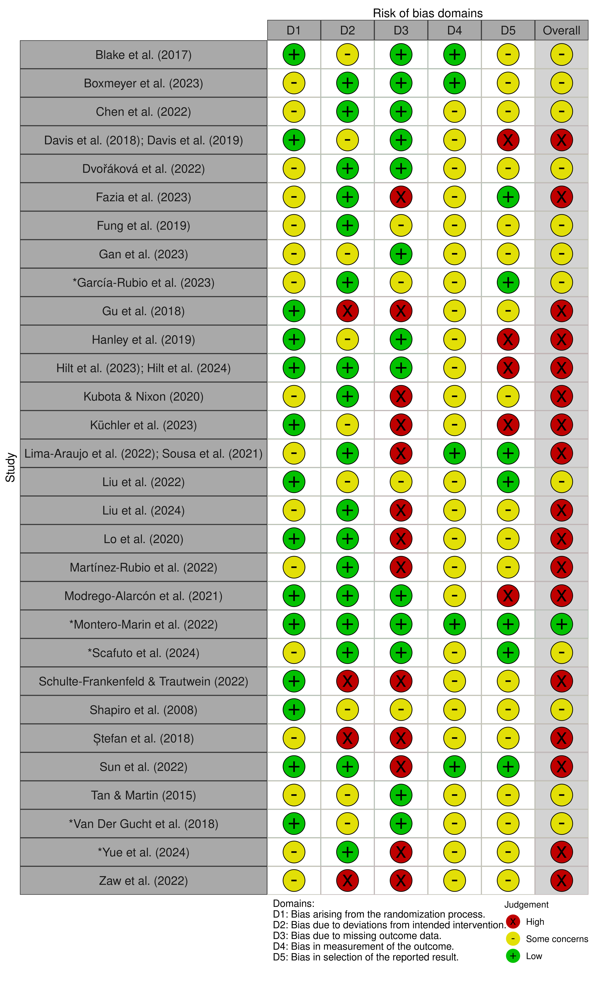 Risk of bias domains
D1 D2 D3 D4 D5 Overall
Blake et al. (2017) + - + + - -
Boxmeyer et al. (2023) - + + + - -
Chen et al. (2022) - + + - - -
Davis et al. (2018); Davis et al. (2019) + - + - X X
Dvořáková et al. (2022) - + + - - -
Fazia et al. (2023) - + X - + X
Fung et al. (2019) - + - - - -
Gan et al. (2023) - - + - - -
*García-Rubio et al. (2023) - + - - + -
Gu et al. (2018) + X X - - X
Hanley et al. (2019) + - + - X X
Hilt et al. (2023); Hilt et al. (2024) + + + - X X
Kubota & Nixon (2020) - + X - - X
Küchler et al. (2023) + - X - X X
Lima-Araujo et al. (2022); Sousa et al. (2021) - + X + + X
Study
Liu et al. (2022) + - - - + -
Liu et al. (2024) - + X - - X
Lo et al. (2020) + + X - - X
Martínez-Rubio et al. (2022) - + X - - X
Modrego-Alarcón et al. (2021) + + + - X X
*Montero-Marin et al. (2022) + + + + + +
*Scafuto et al. (2024) - + + - + -
Schulte-Frankenfeld & Trautwein (2022) + X X - - X
Shapiro et al. (2008) + - - - - -
Ștefan et al. (2018) - X X - - X
Sun et al. (2022) + + X + + X
Tan & Martin (2015) - - + - - -
*Van Der Gucht et al. (2018) + - + - - -
*Yue et al. (2024) - + X - - X
Zaw et al. (2022) - X X - - X
Domains:
D1: Bias arising from the randomization process.
D2: Bias due to deviations from intended intervention.
D3: Bias due to missing outcome data.
D4: Bias in measurement of the outcome.
D5: Bias in selection of the reported result.
Judgement
X High
- Some concerns
+ Low